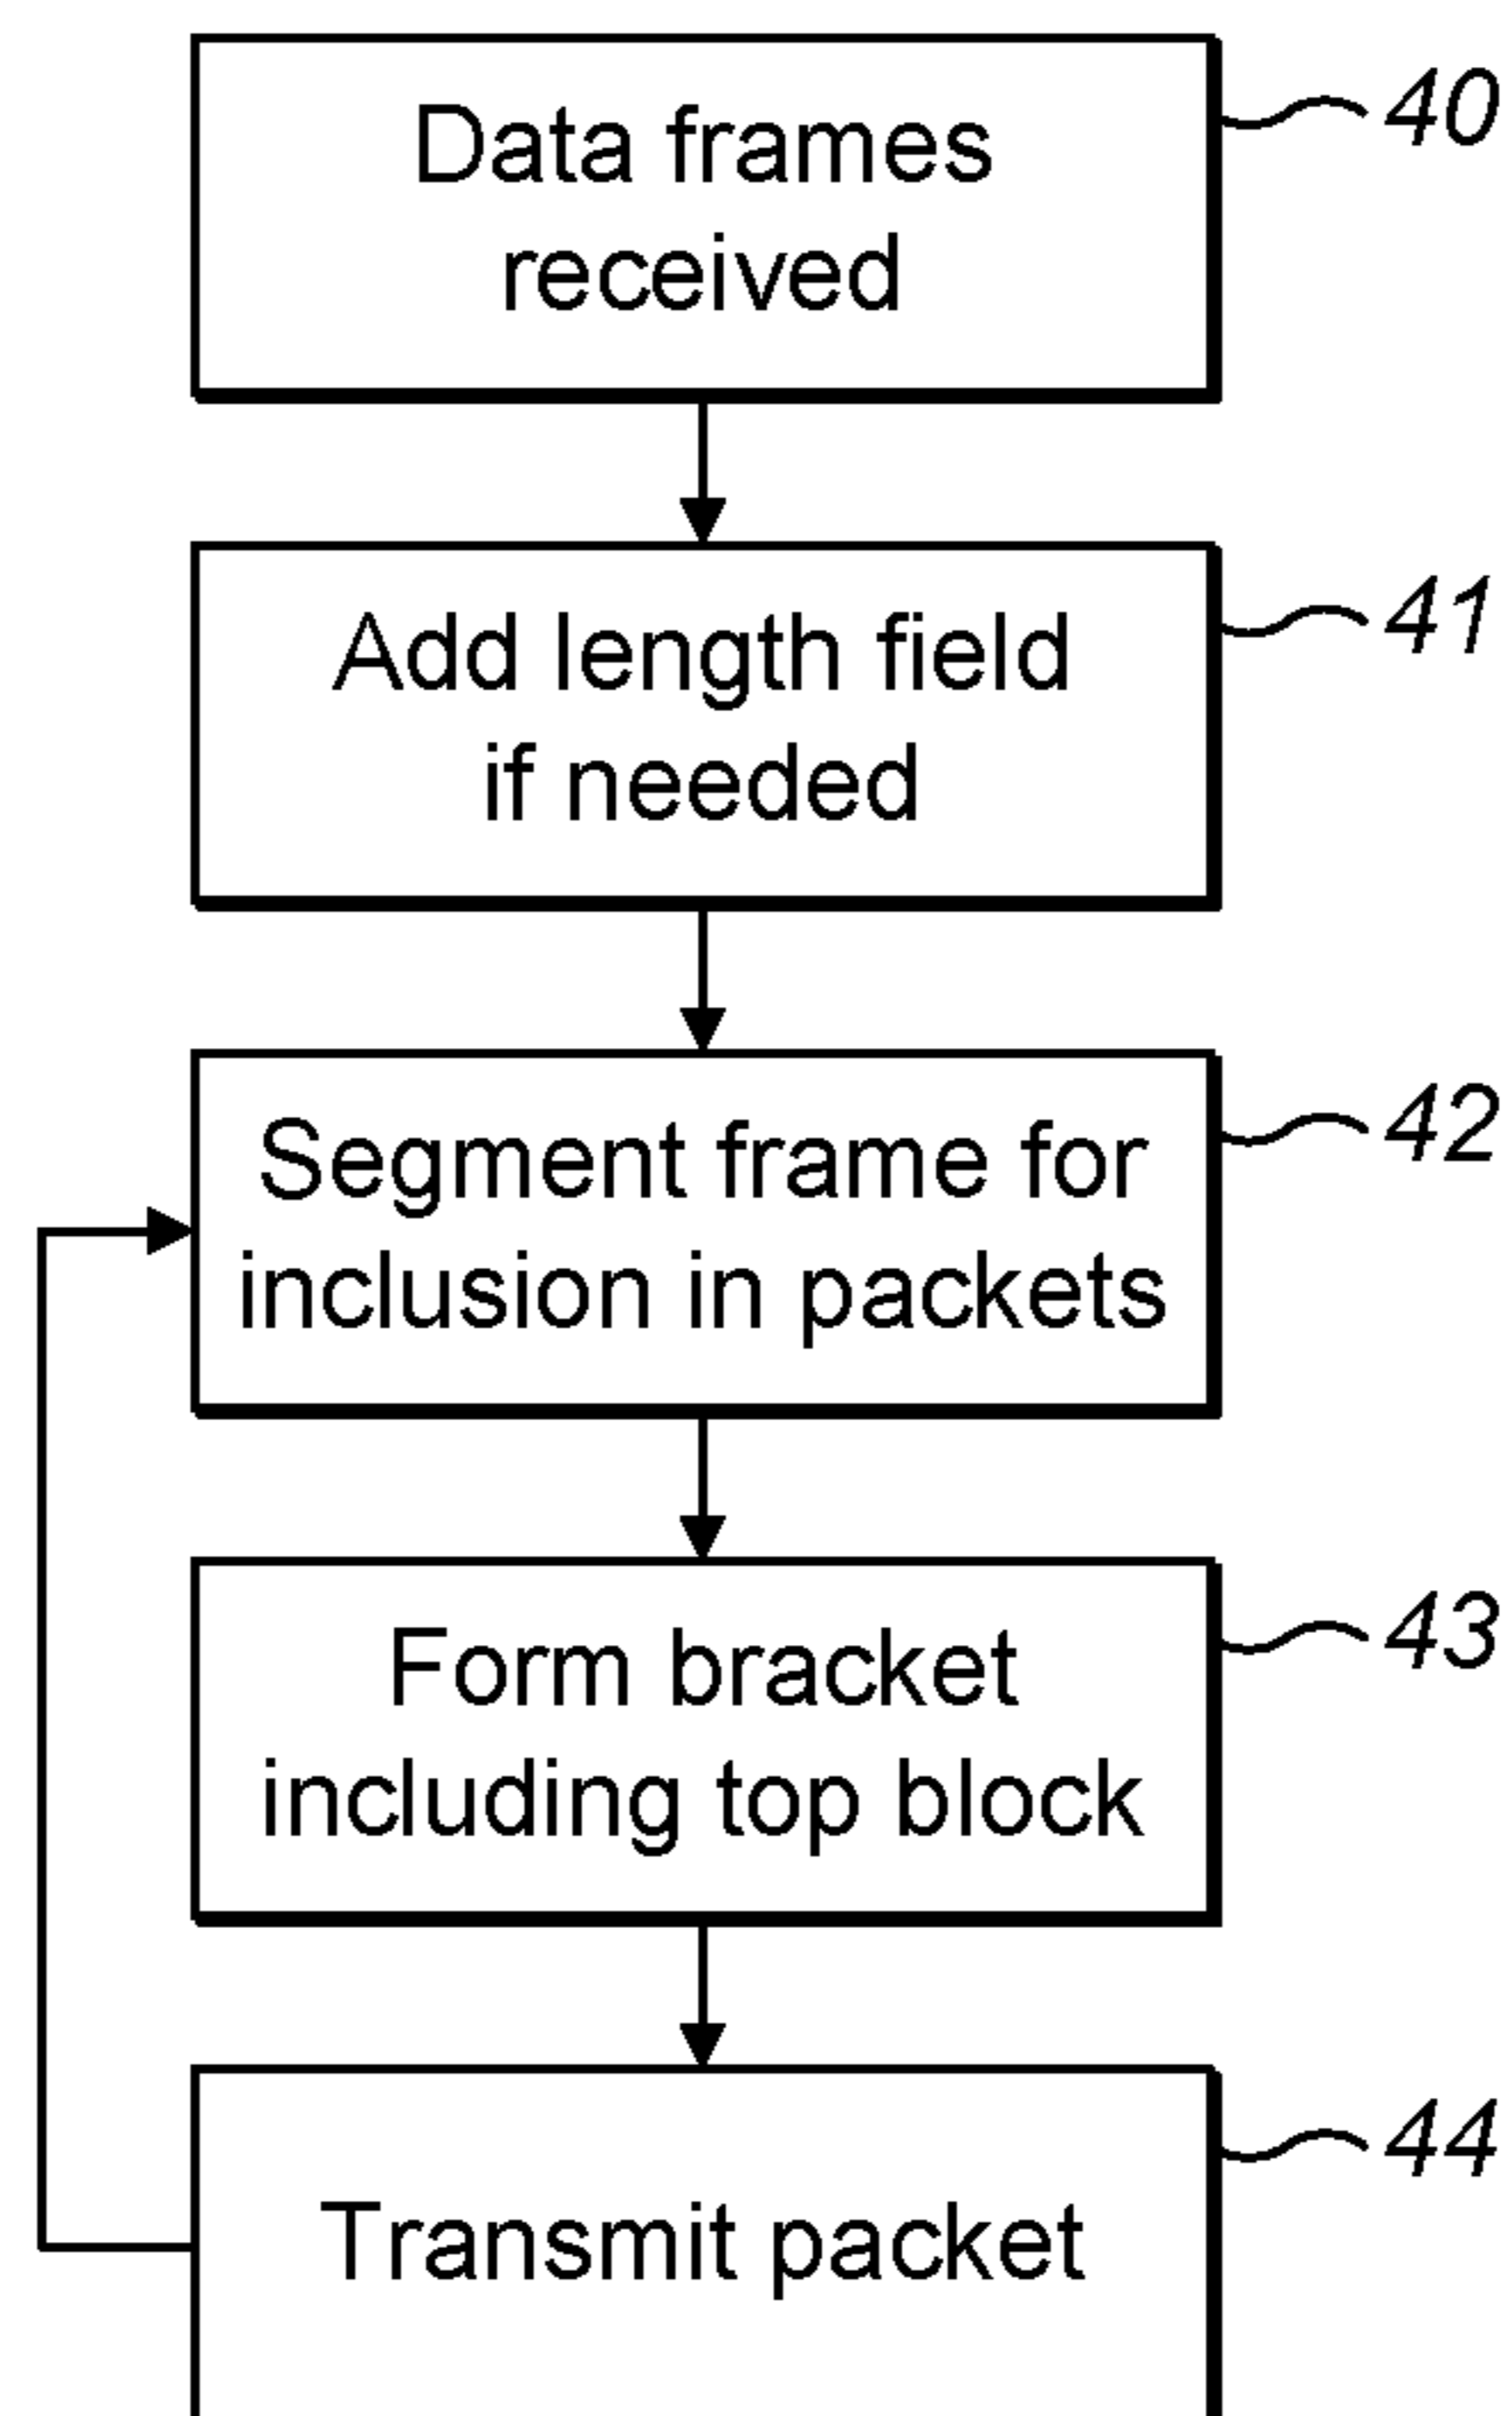 Data frames
received
40
Add length field
if needed
41
Segment frame for
inclusion in packets
42
Form bracket
including top block
43
Transmit packet
44